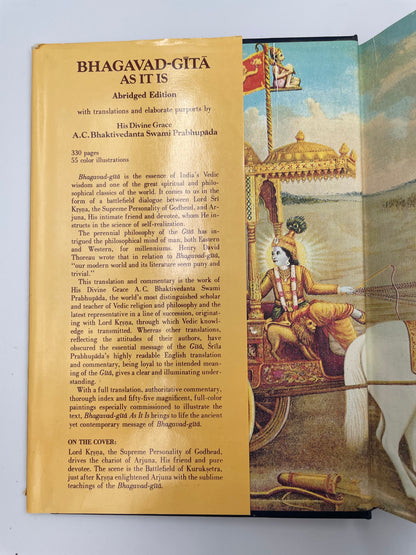 BHAGAVAD-GĪTĀ
AS IT IS
Abridged Edition
with translations and elaborate purports by
His Divine Grace
A.C. Bhaktivedanta Swami Prabhupāda
330 pages
55 color illustrations
Bhagavad-gītā is the essence of India's Vedic
wisdom and one of the great spiritual and philo-
sophical classics of the world. It comes to us in the
form of a battlefield dialogue between Lord Śrī
Kṛṣṇa, the Supreme Personality of Godhead, and Ar-
juna, His intimate friend and devotee, whom He in-
structs in the science of self-realization.
The perennial philosophy of the Gītā has in-
trigued the philosophical mind of man, both Eastern
and Western, for millenniums. Henry David
Thoreau wrote that in relation to Bhagavad-gītā,
"our modern world and its literature seem puny and
trivial."
This translation and commentary is the work of
His Divine Grace A.C. Bhaktivedanta Swami
Prabhupāda, the world's most distinguished scholar
and teacher of Vedic religion and philosophy and the
latest representative in a line of succession, originat-
ing with Lord Kṛṣṇa, through which Vedic knowl-
edge is transmitted. Whereas other translations,
reflecting the attitudes of their authors, have
obscured the essential message of the Gītā, Śrīla
Prabhupāda's highly readable English translation
and commentary, being loyal to the intended mean-
ing of the Gītā, gives a clear and illuminating under-
standing.
With a full translation, authoritative commentary,
thorough index and fifty-five magnificent, full-color
paintings especially commissioned to illustrate the
text, Bhagavad-gītā As It Is brings to life the ancient
yet contemporary message of Bhagavad-gītā.
ON THE COVER:
Lord Kṛṣṇa, the Supreme Personality of Godhead,
drives the chariot of Arjuna, His friend and pure
devotee. The scene is the Battlefield of Kurukṣetra,
just after Kṛṣṇa enlightened Arjuna with the sublime
teachings of the Bhagavad-gītā.